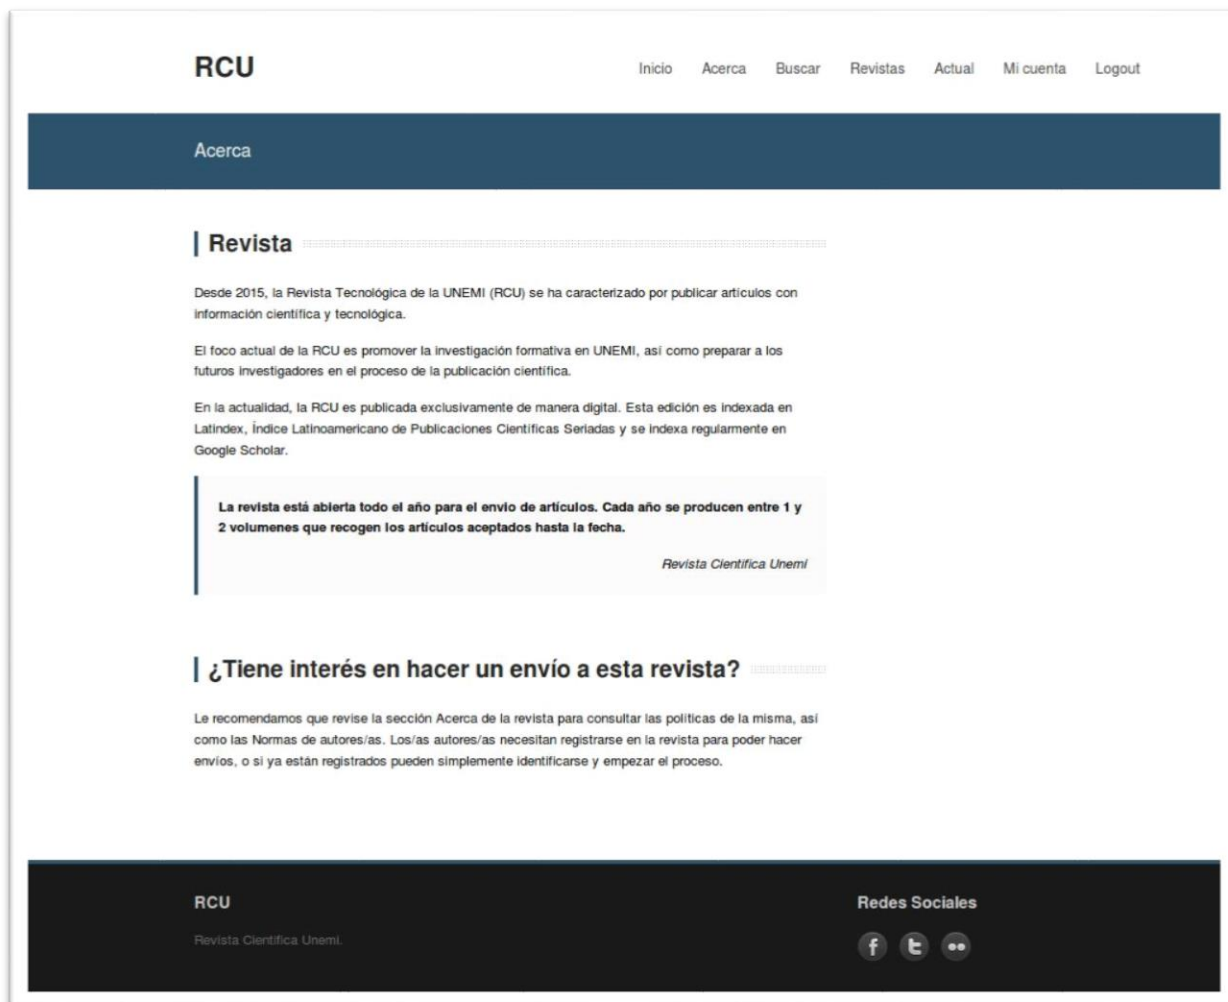 RCU
Inicio Acerca Buscar Revistas Actual Mi cuenta Logout
Acerca
Revista
Desde 2015, la Revista Tecnológica de la UNEMI (RCU) se ha caracterizado por publicar artículos con
información científica y tecnológica.
El foco actual de la RCU es promover la investigación formativa en UNEMI, así como preparar a los
futuros investigadores en el proceso de la publicación científica.
En la actualidad, la RCU es publicada exclusivamente de manera digital. Esta edición es indexada en
Latindex, Índice Latinoamericano de Publicaciones Científicas Seriadas y se indexa regularmente en
Google Scholar.
La revista está abierta todo el año para el envio de artículos. Cada año se producen entre 1 y
2 volumenes que recogen los artículos aceptados hasta la fecha.
Revista Científica Unemi
¿Tiene interés en hacer un envío a esta revista?
Le recomendamos que revise la sección Acerca de la revista para consultar las políticas de la misma, así
como las Normas de autores/as. Los/as autores/as necesitan registrarse en la revista para poder hacer
envíos, o si ya están registrados pueden simplemente identificarse y empezar el proceso.
RCU
Redes Sociales
Revista Científica Unemi.